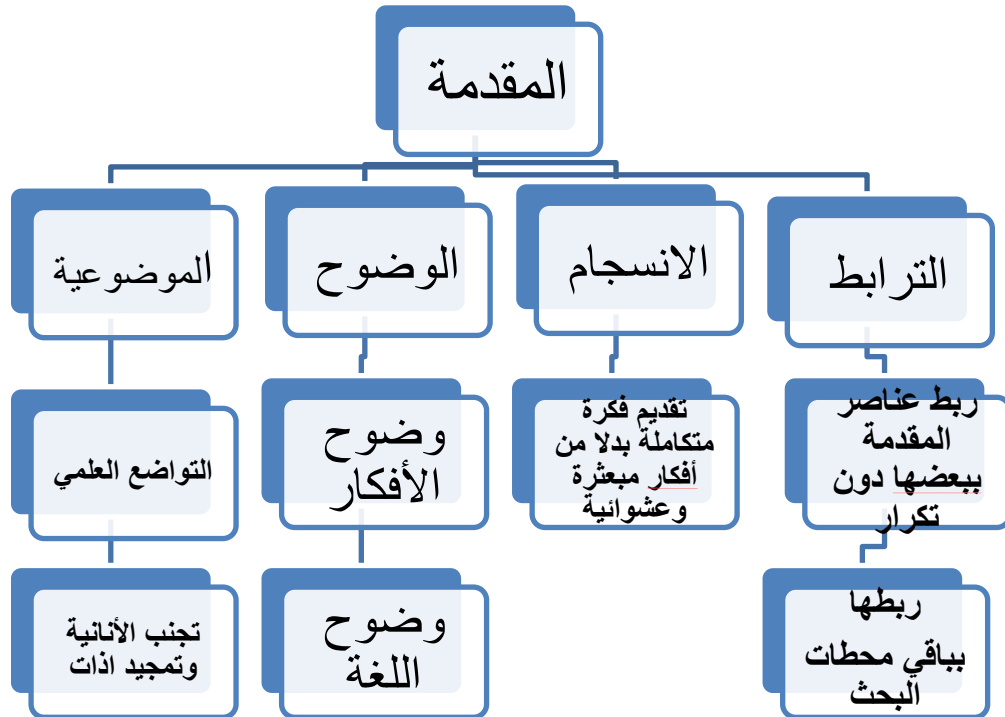 المقدمة
الترابط
الانسجام
الوضوح
الموضوعية
ربط عناصر
المقدمة
ببعضها دون
تكرار
تقديم فكرة
متكاملة بدلا من
أفكار مبعثرة
وعشوائية
وضوح
الأفكار
التواضع العلمي
ربطها
بباقي محطات
البحث
وضوح
اللغة
تجنب الأنانية
وتمجيد اذات